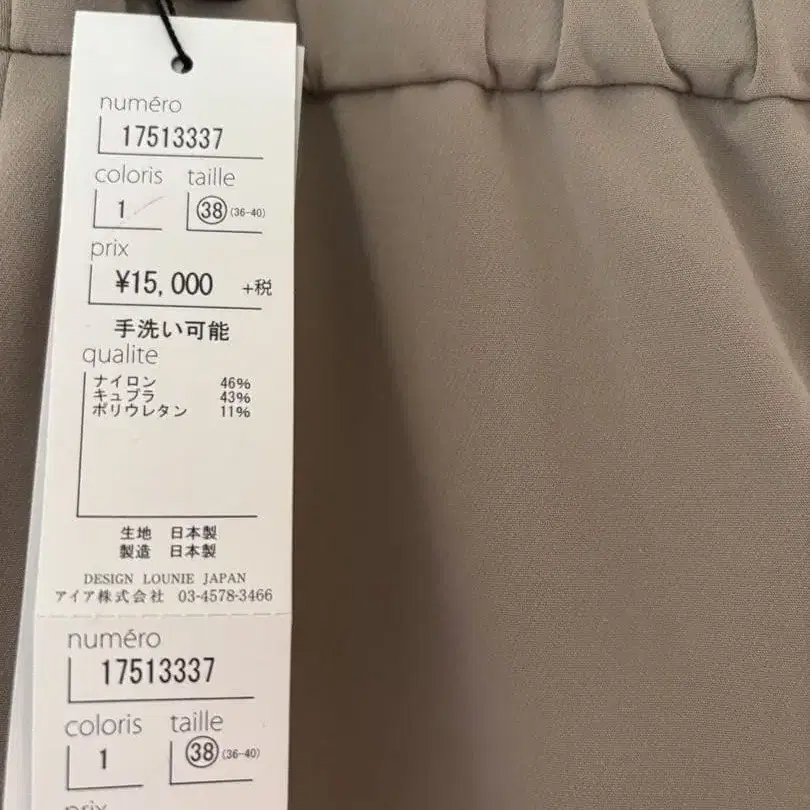 numéro
17513337
coloris taille
1 38 (36-40)
prix
¥15,000 +税
手洗い可能
qualite
ナイロン 46%
キュプラ 43%
ポリウレタン 11%
生地 日本製
製造 日本製
DESIGN LOUNIE JAPAN
アイア株式会社 03-4578-3466
numéro
17513337
coloris taille
1 38 (36-40)
prix